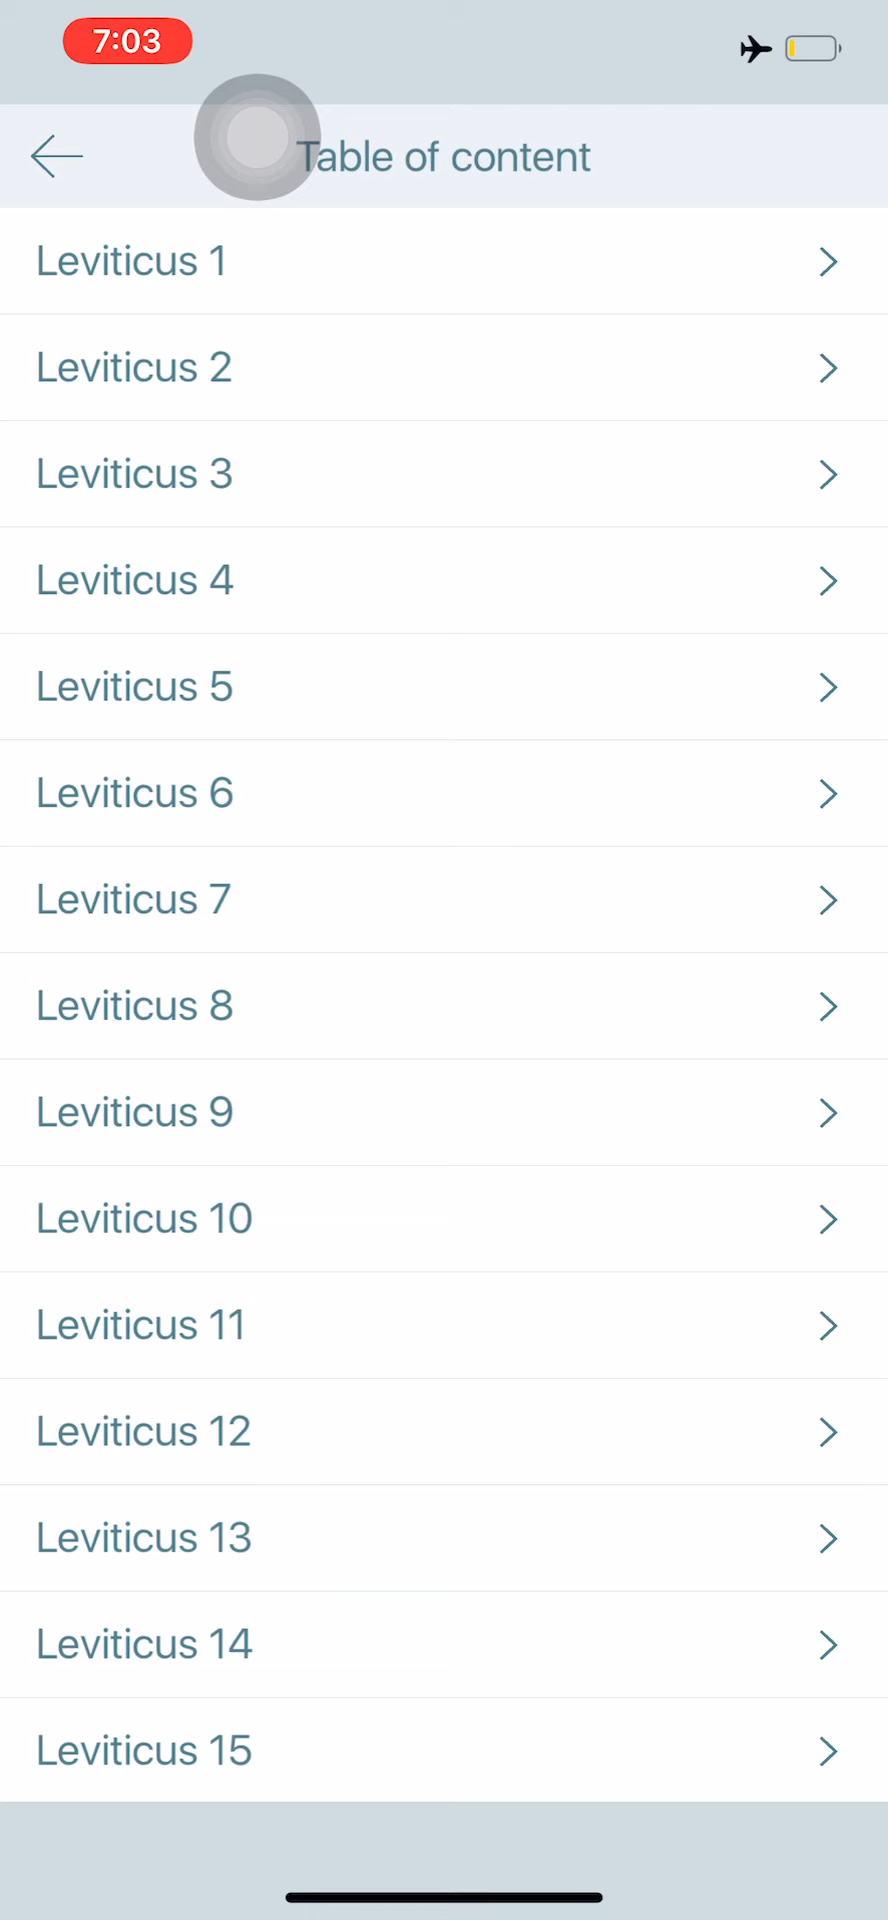 7:03
Table of content
Leviticus 1
Leviticus 2
Leviticus 3
Leviticus 4
Leviticus 5
Leviticus 6
Leviticus 7
Leviticus 8
Leviticus 9
Leviticus 10
Leviticus 11
Leviticus 12
Leviticus 13
Leviticus 14
Leviticus 15